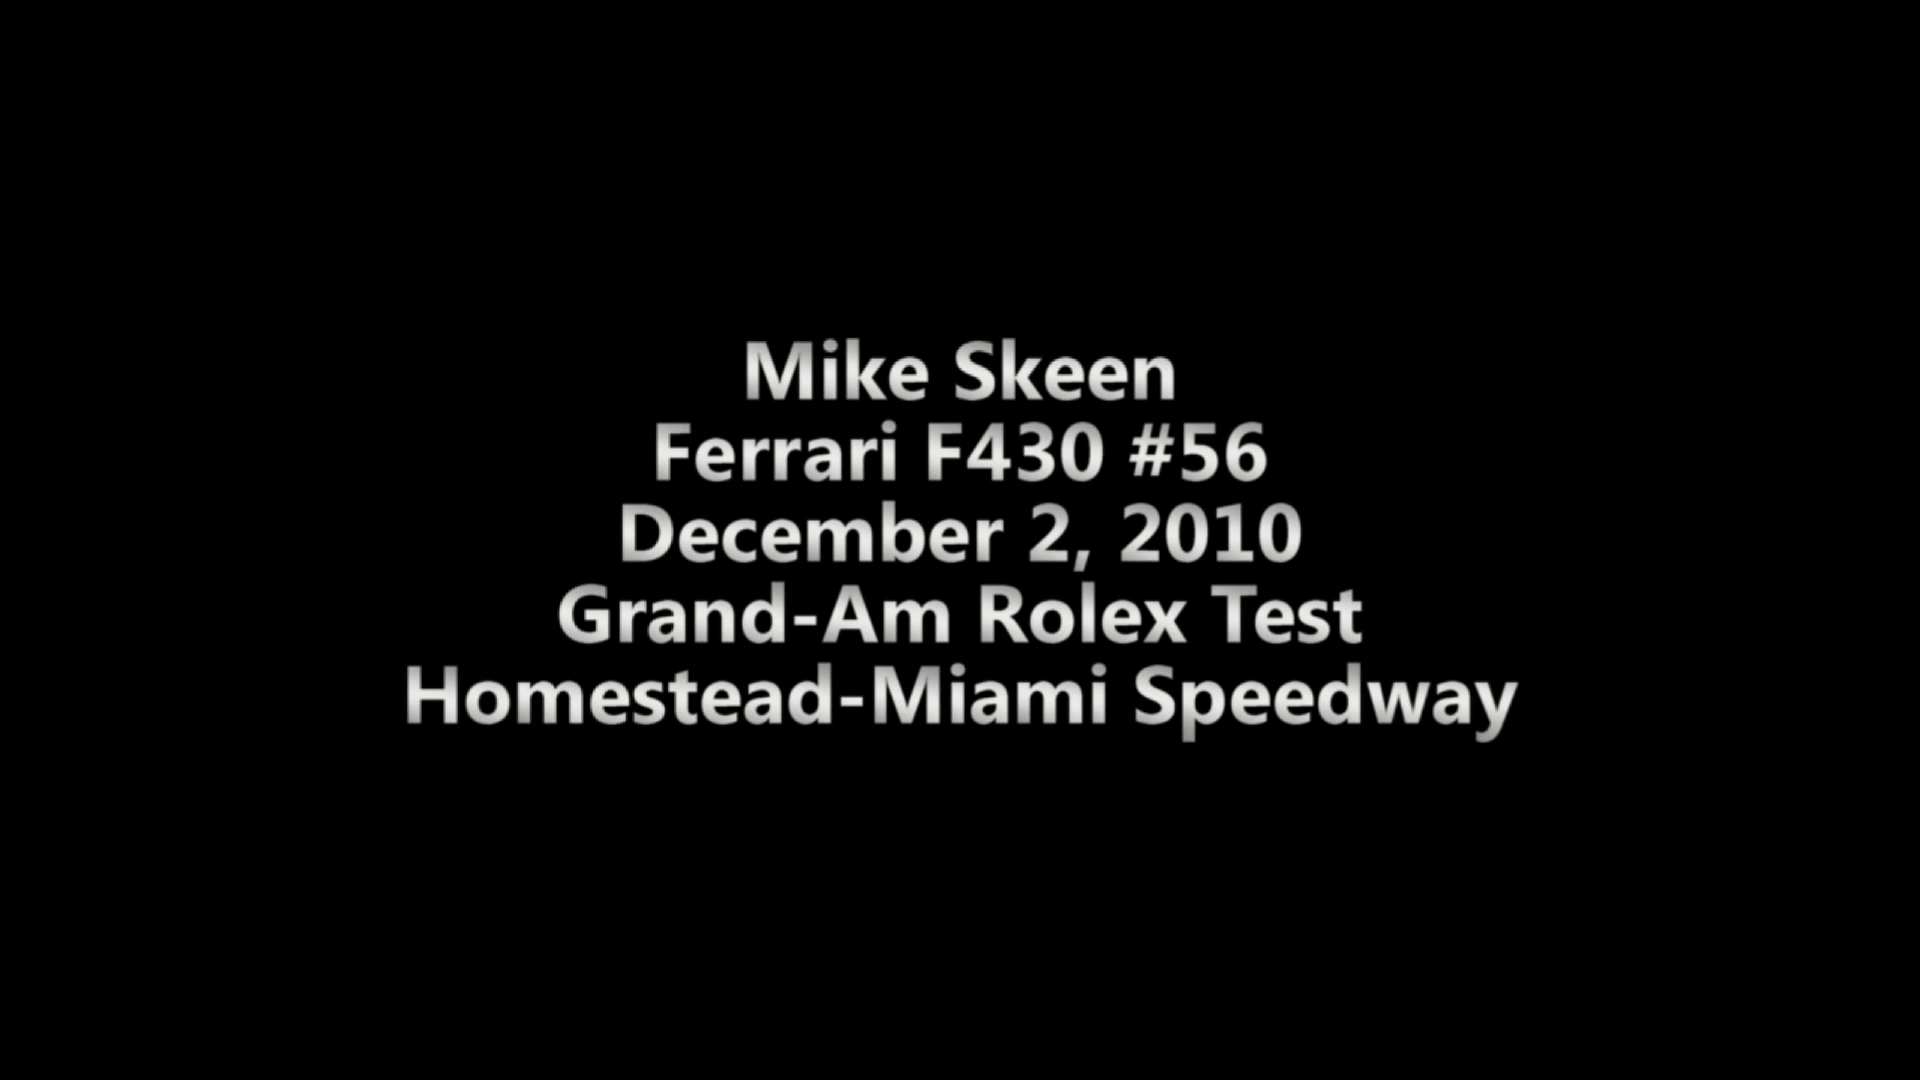 Mike Skeen
Ferrari F430 #56
December 2, 2010
Grand-Am Rolex Test
Homestead-Miami Speedway